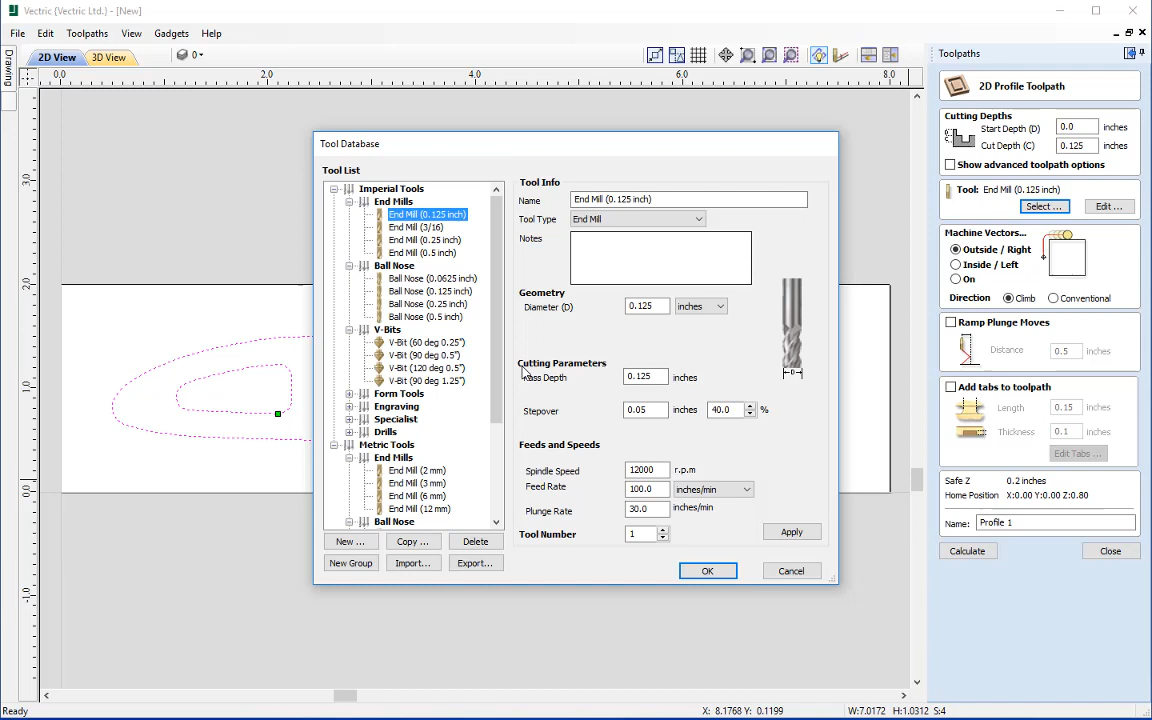 Vectric (Vectric Ltd.) - [New]
File Edit Toolpaths View Gadgets Help
Drawing
2D View 3D View 0
0.0 2.0 4.0 6.0 8.0
3.0
2.0
1.0
0.0
-1.0
Tool Database
Tool List
Imperial Tools
End Mills
End Mill (0.125 inch)
End Mill (3/16)
End Mill (0.25 inch)
End Mill (0.5 inch)
Ball Nose
Ball Nose (0.0625 inch)
Ball Nose (0.125 inch)
Ball Nose (0.25 inch)
Ball Nose (0.5 inch)
V-Bits
V-Bit (60 deg 0.25")
V-Bit (90 deg 0.5")
V-Bit (120 deg 0.5")
V-Bit (90 deg 1.25")
Form Tools
Engraving
Specialist
Drills
Metric Tools
End Mills
End Mill (2 mm)
End Mill (3 mm)
End Mill (6 mm)
End Mill (12 mm)
Ball Nose
New ... Copy ... Delete
New Group Import... Export...
Tool Info
Name End Mill (0.125 inch)
Tool Type End Mill
Notes
Geometry
Diameter (D) 0.125 inches
D
Cutting Parameters
Pass Depth 0.125 inches
Stepover 0.05 inches 40.0 %
Feeds and Speeds
Spindle Speed 12000 r.p.m
Feed Rate 100.0 inches/min
Plunge Rate 30.0 inches/min
Tool Number 1 Apply
OK Cancel
Toolpaths
2D Profile Toolpath
Cutting Depths
Start Depth (D) 0.0 inches
Cut Depth (C) 0.125 inches
Show advanced toolpath options
Tool: End Mill (0.125 inch)
Select ... Edit ...
Machine Vectors...
Outside / Right
Inside / Left
On
Direction Climb Conventional
Ramp Plunge Moves
Distance 0.5 inches
Add tabs to toolpath
Length 0.15 inches
Thickness 0.1 inches
Edit Tabs ...
Safe Z 0.2 inches
Home Position X:0.00 Y:0.00 Z:0.80
Name: Profile 1
Calculate Close
Ready X: 8.1768 Y: 0.1199 W:7.0172 H:1.0312 S:4